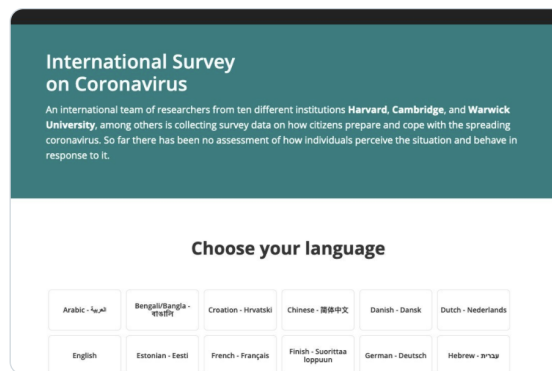 International Survey
on Coronavirus
An international team of researchers from ten different institutions Harvard, Cambridge, and Warwick
University, among others is collecting survey data on how citizens prepare and cope with the spreading
coronavirus. So far there has been no assessment of how individuals perceive the situation and behave in
response to it.
Choose your language
Arabic - العربية
Bengali/Bangla -
বাঙালি
Croation - Hrvatski
Chinese - 简体中文
Danish - Dansk
Dutch - Nederlands
English
Estonian - Eesti
French - Français
Finish - Suorittaa
loppuun
German - Deutsch
Hebrew - עברית